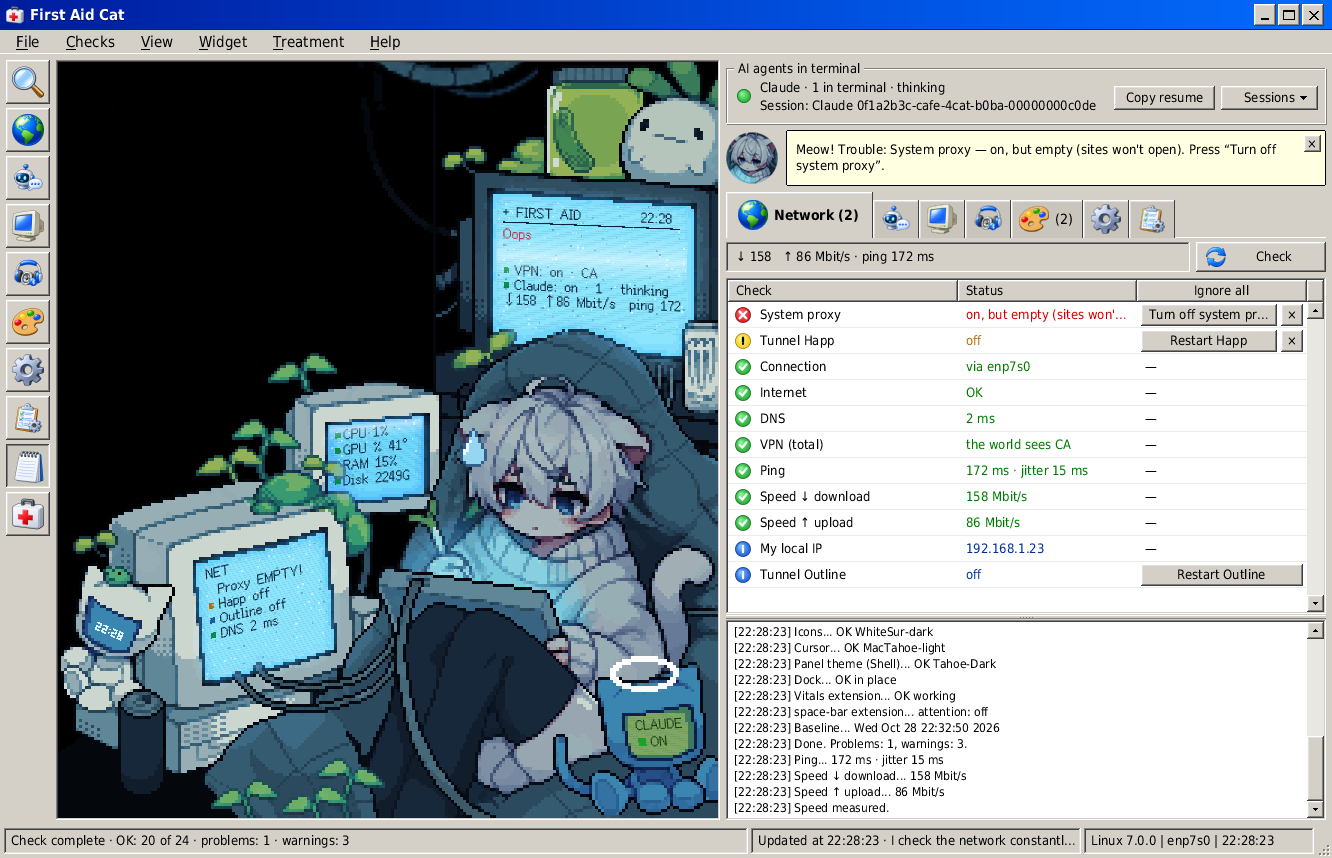 First Aid Cat
File Checks View Widget Treatment Help
+ FIRST AID 22:28
Oops
VPN: on · CA
Claude: on · 1 · thinking
↓158 ↑86 Mbit/s ping 172
CPU 1%
GPU % 41°
RAM 15%
Disk 2249G
NET
Proxy EMPTY!
Happ off
Outline off
DNS 2 ms
22:28
CLAUDE
ON
AI agents in terminal
Claude · 1 in terminal · thinking
Session: Claude 0f1a2b3c-cafe-4cat-b0ba-00000000c0de
Copy resume
Sessions
Meow! Trouble: System proxy — on, but empty (sites won't open). Press “Turn off
system proxy”.
Network (2)
(2)
↓ 158 ↑ 86 Mbit/s · ping 172 ms
Check
Check Status Ignore all
System proxy on, but empty (sites won'... Turn off system pr... ×
Tunnel Happ off Restart Happ ×
Connection via enp7s0 —
Internet OK —
DNS 2 ms —
VPN (total) the world sees CA —
Ping 172 ms · jitter 15 ms —
Speed ↓ download 158 Mbit/s —
Speed ↑ upload 86 Mbit/s —
My local IP 192.168.1.23 —
Tunnel Outline off Restart Outline
[22:28:23] Icons... OK WhiteSur-dark
[22:28:23] Cursor... OK MacTahoe-light
[22:28:23] Panel theme (Shell)... OK Tahoe-Dark
[22:28:23] Dock... OK in place
[22:28:23] Vitals extension... OK working
[22:28:23] space-bar extension... attention: off
[22:28:23] Baseline... Wed Oct 28 22:32:50 2026
[22:28:23] Done. Problems: 1, warnings: 3.
[22:28:23] Ping... 172 ms · jitter 15 ms
[22:28:23] Speed ↓ download... 158 Mbit/s
[22:28:23] Speed ↑ upload... 86 Mbit/s
[22:28:23] Speed measured.
Check complete · OK: 20 of 24 · problems: 1 · warnings: 3
Updated at 22:28:23 · I check the network constantl...
Linux 7.0.0 | enp7s0 | 22:28:23